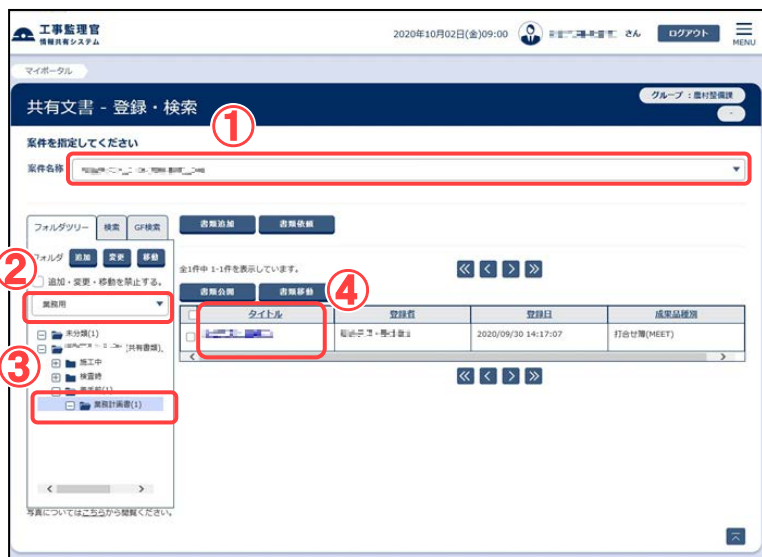 工事監理官
情報共有システム
2020年10月02日(金)09:00
さん
ログアウト
MENU
マイポータル
共有文書 - 登録・検索
グループ : 農村整備課
-
①
案件を指定してください
案件名称
フォルダツリー 検索 GF検索
書類追加 書類依頼
フォルダ 追加 変更 移動
②
追加・変更・移動を禁止する。
全1件中 1-1件を表示しています。
書類公開 書類移動
④
業務用
タイトル 登録者 登録日 成果品種別
2020/09/30 14:17:07 打合せ簿(MEET)
未分類(1)
(共有書類)
③
施工中
検査時
着手前(1)
業務計画書(1)
写真についてはこちらから閲覧ください。